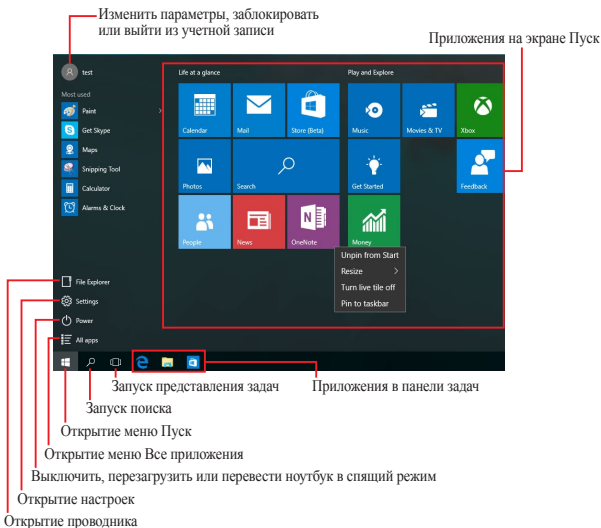 Изменить параметры, заблокировать
или выйти из учетной записи
Приложения на экране Пуск
test
Life at a glance
Play and Explore
Most used
Paint
Get Skype
Maps
Snipping Tool
Calculator
Alarms & Clock
Calendar
Mail
Store (Beta)
Music
Movies & TV
Xbox
Photos
Search
Get Started
Feedback
People
News
OneNote
Money
Unpin from Start
Resize
Turn live tile off
Pin to taskbar
File Explorer
Settings
Power
All apps
Запуск представления задач
Приложения в панели задач
Запуск поиска
Открытие меню Пуск
Открытие меню Все приложения
Выключить, перезагрузить или перевести ноутбук в спящий режим
Открытие настроек
Открытие проводника